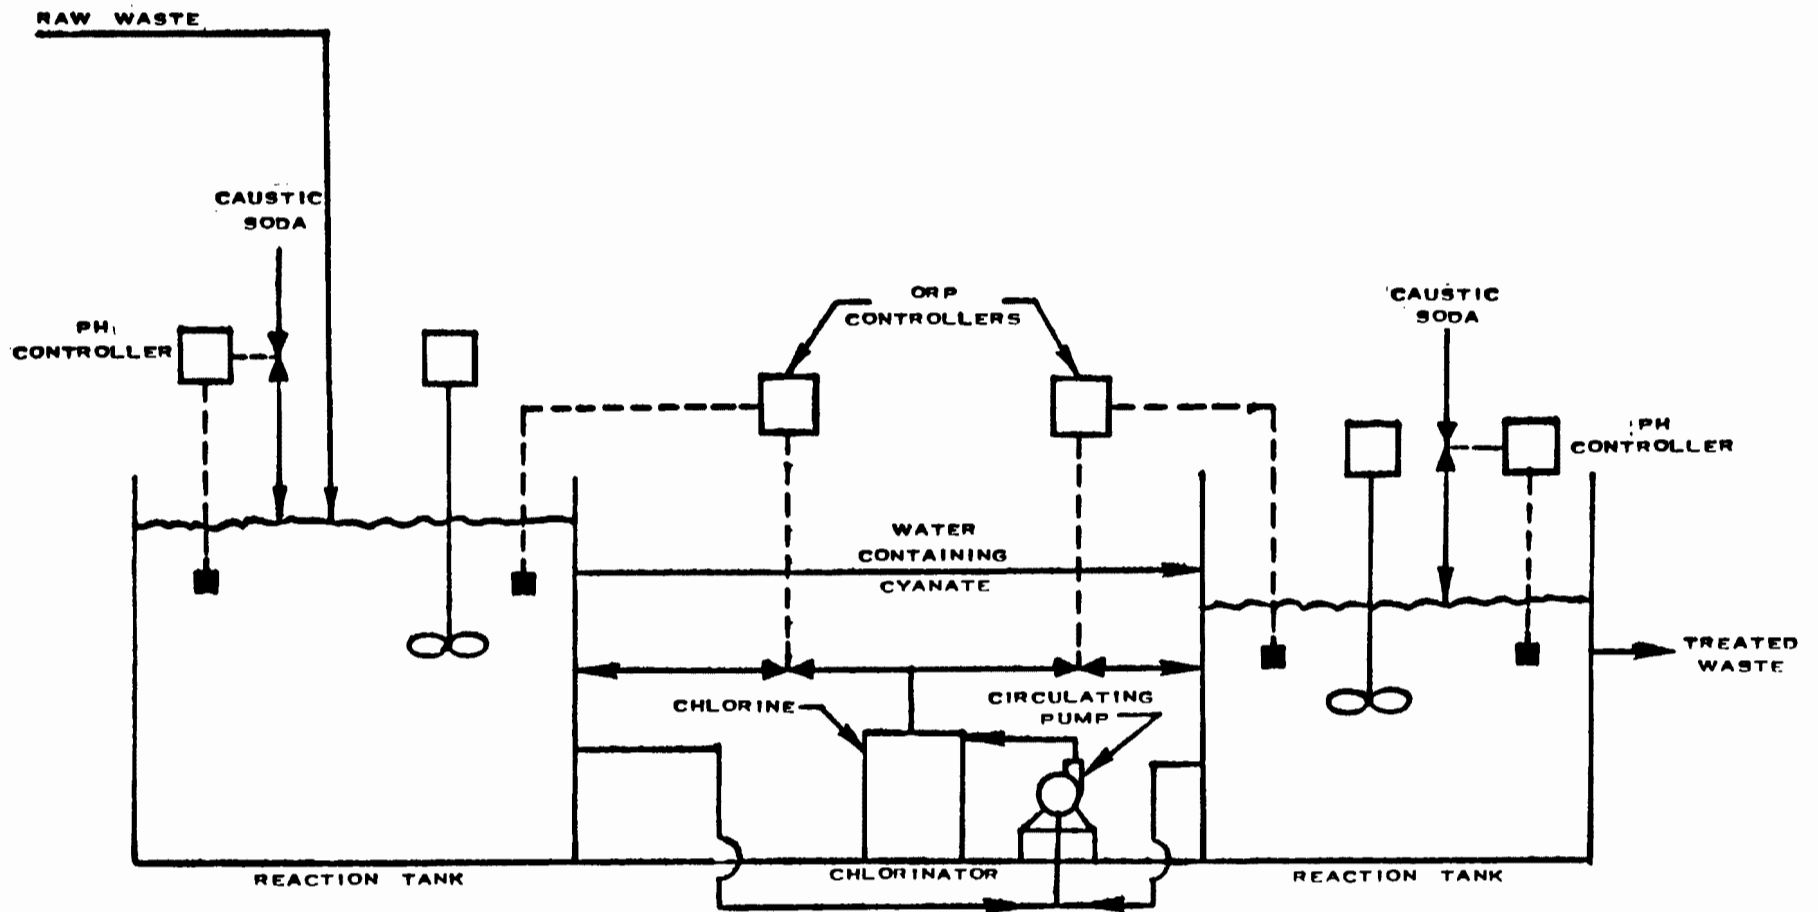 RAW WASTE
CAUSTIC
SODA
PH
CONTROLLER
ORP
CONTROLLERS
CAUSTIC
SODA
PH
CONTROLLER
WATER
CONTAINING
CYANATE
TREATED
WASTE
CHLORINE
CIRCULATING
PUMP
REACTION TANK
CHLORINATOR
REACTION TANK